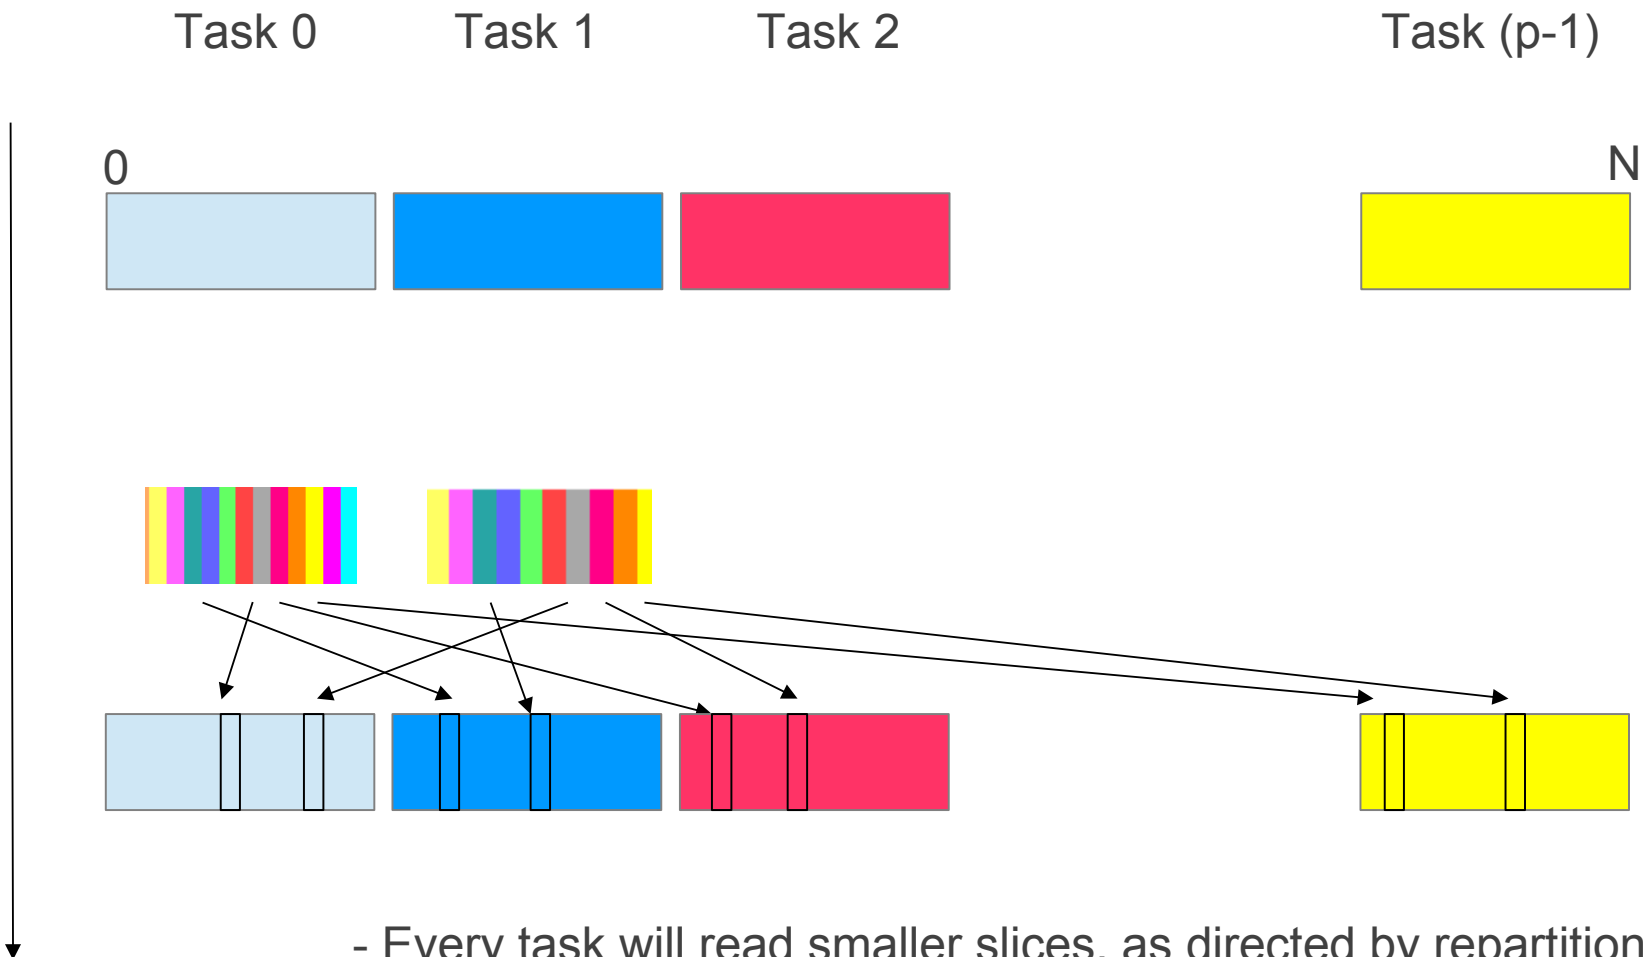 Task 0 Task 1 Task 2 Task (p-1)
0 N
- Every task will read smaller slices, as directed by repartition